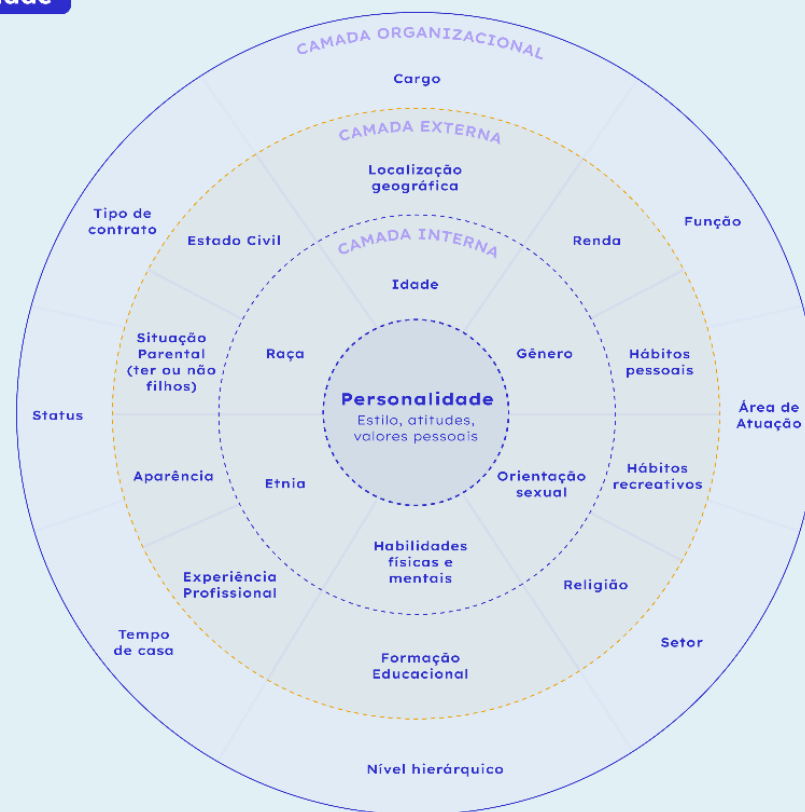 CAMADA ORGANIZACIONAL
Cargo
CAMADA EXTERNA
Localização
geográfica
Tipo de
contrato
Estado Civil
CAMADA INTERNA
Renda
Função
Idade
Situação
Parental
(ter ou não
filhos)
Raça
Gênero
Hábitos
pessoais
Personalidade
Estilo, atitudes,
valores pessoais
Status
Área de
Atuação
Aparência
Etnia
Orientação
sexual
Hábitos
recreativos
Habilidades
físicas e
mentais
Experiência
Profissional
Religião
Tempo
de casa
Setor
Formação
Educacional
Nível hierárquico